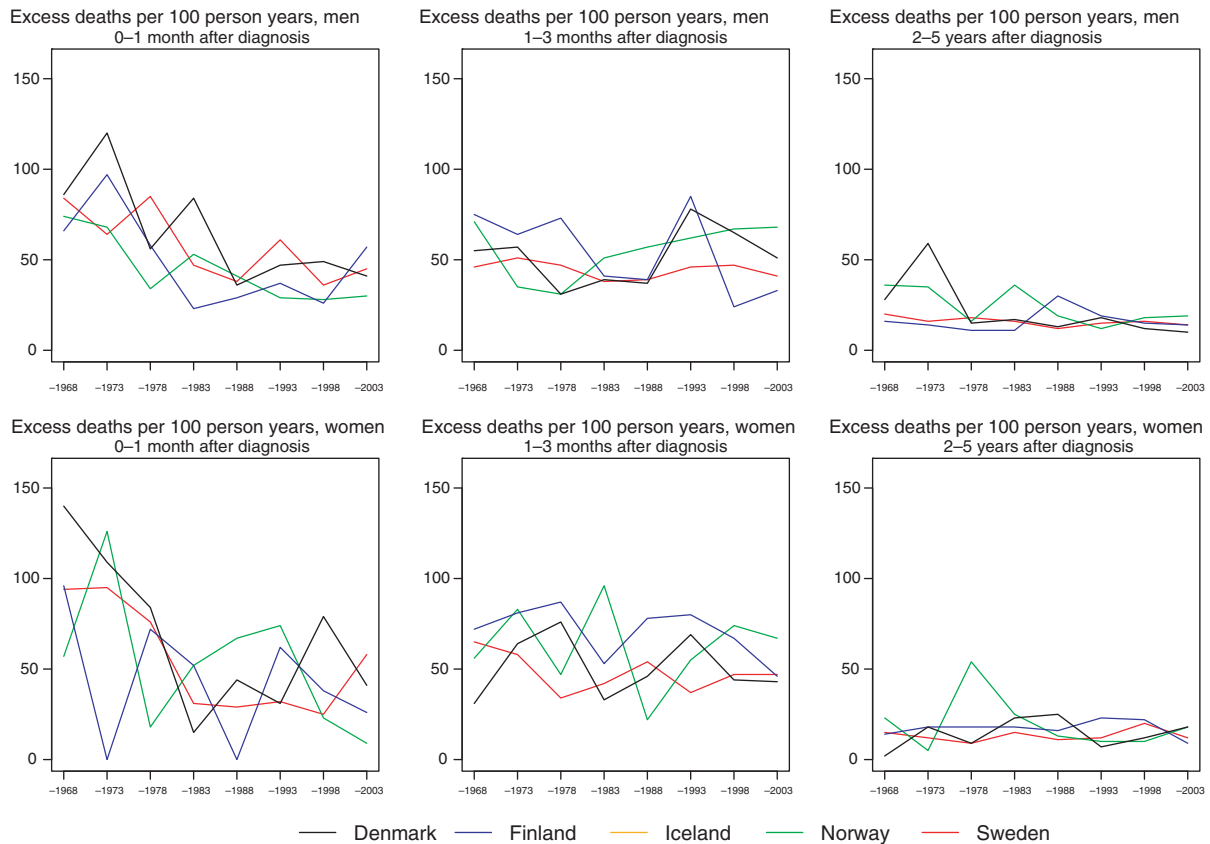 Excess deaths per 100 person years, men
0–1 month after diagnosis
150
100
50
0
–1968 –1973 –1978 –1983 –1988 –1993 –1998 –2003
Excess deaths per 100 person years, men
1–3 months after diagnosis
150
100
50
0
–1968 –1973 –1978 –1983 –1988 –1993 –1998 –2003
Excess deaths per 100 person years, men
2–5 years after diagnosis
150
100
50
0
–1968 –1973 –1978 –1983 –1988 –1993 –1998 –2003
Excess deaths per 100 person years, women
0–1 month after diagnosis
150
100
50
0
–1968 –1973 –1978 –1983 –1988 –1993 –1998 –2003
Excess deaths per 100 person years, women
1–3 months after diagnosis
150
100
50
0
–1968 –1973 –1978 –1983 –1988 –1993 –1998 –2003
Excess deaths per 100 person years, women
2–5 years after diagnosis
150
100
50
0
–1968 –1973 –1978 –1983 –1988 –1993 –1998 –2003
Denmark Finland Iceland Norway Sweden